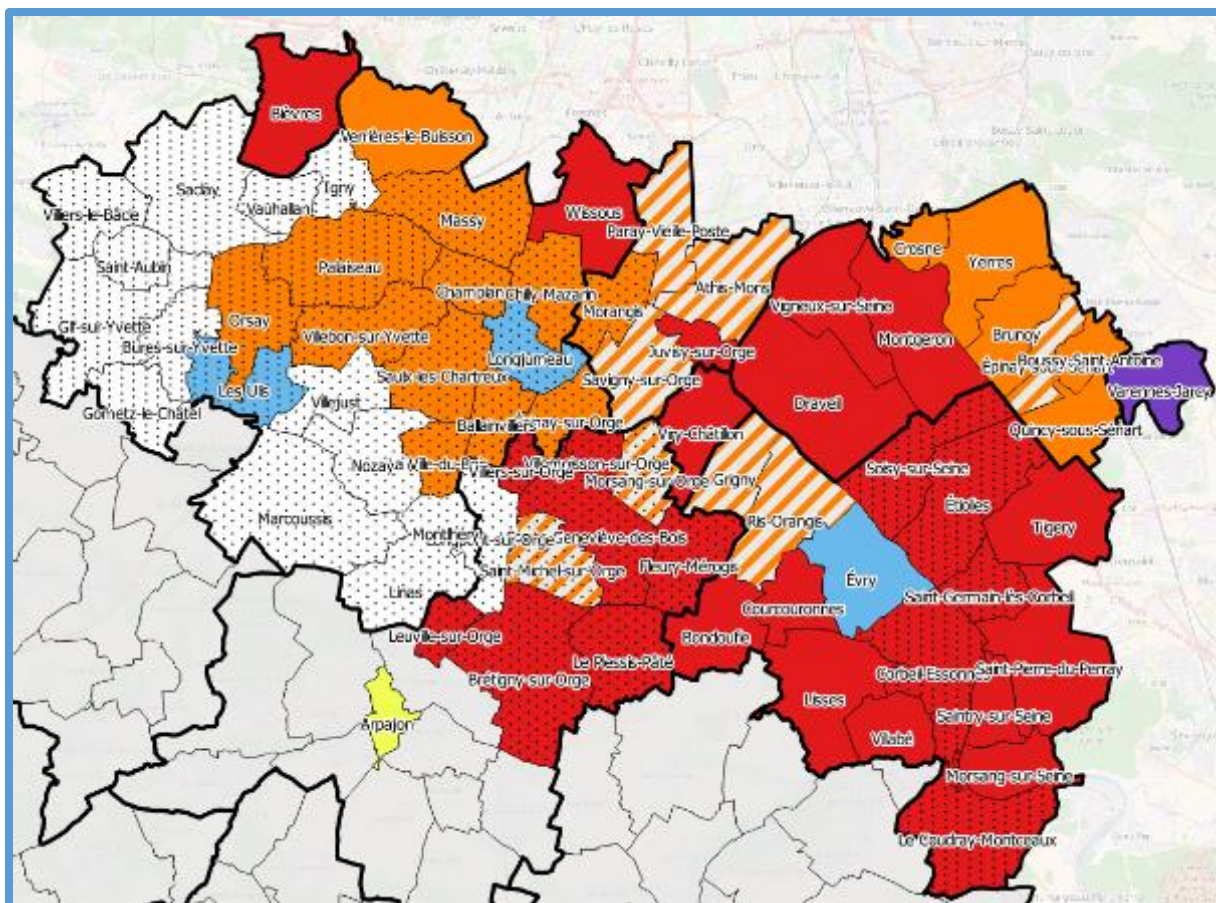 Bièvres
Verrières-le-Buisson
Igny
Saclay
Vauhallan
Villiers-le-Bâcle
Massy
Wissous
Paray-Vieille-Poste
Saint-Aubin
Palaiseau
Crosne
Yerres
Athis-Mons
Champlan
Chilly-Mazarin
Morangis
Vigneux-sur-Seine
Orsay
Gif-sur-Yvette
Villebon-sur-Yvette
Montgeron
Brunoy
Bures-sur-Yvette
Longjumeau
Juvisy-sur-Orge
Boussy-Saint-Antoine
Saulx-les-Chartreux
Savigny-sur-Orge
Les Ulis
Varennes-Jarcy
Villejust
Draveil
Gometz-le-Châtel
Ballainvilliers
Quincy-sous-Sénart
Viry-Châtillon
Nozay
Villiers-sur-Orge
Morsang-sur-Orge
Soisy-sur-Seine
Grigny
Étiolles
Marcoussis
Ris-Orangis
Tigery
Montlhéry
Geneviève-des-Bois
Saint-Michel-sur-Orge
Fleury-Mérogis
Évry
Linas
Saint-Germain-lès-Corbeil
Courcouronnes
Leuville-sur-Orge
Bondoufle
Le Plessis-Pâté
Brétigny-sur-Orge
Corbeil-Essonnes
Saint-Pierre-du-Perray
Lisses
Arpajon
Saintry-sur-Seine
Villabé
Morsang-sur-Seine
Le Coudray-Montceaux